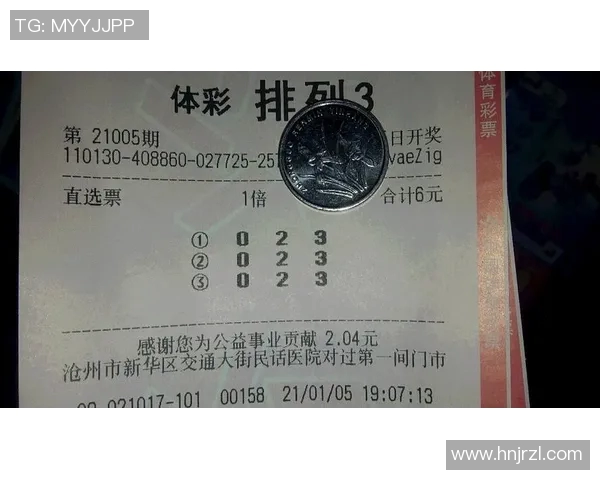 TG: MYYJJPP
体彩 排列3
第 21005期 日开奖
110130-408860-027725-257 vaeZig
直选票 1倍 合计6元
① 0 2 3
② 0 2 3
③ 0 2 3
感谢您为公益事业贡献 2.04元
沧州市新华区交通大街民话医院对过第一间门市
021017-101 00158 21/01/05 19:07:13
体育彩票
www.hnjrzl.com